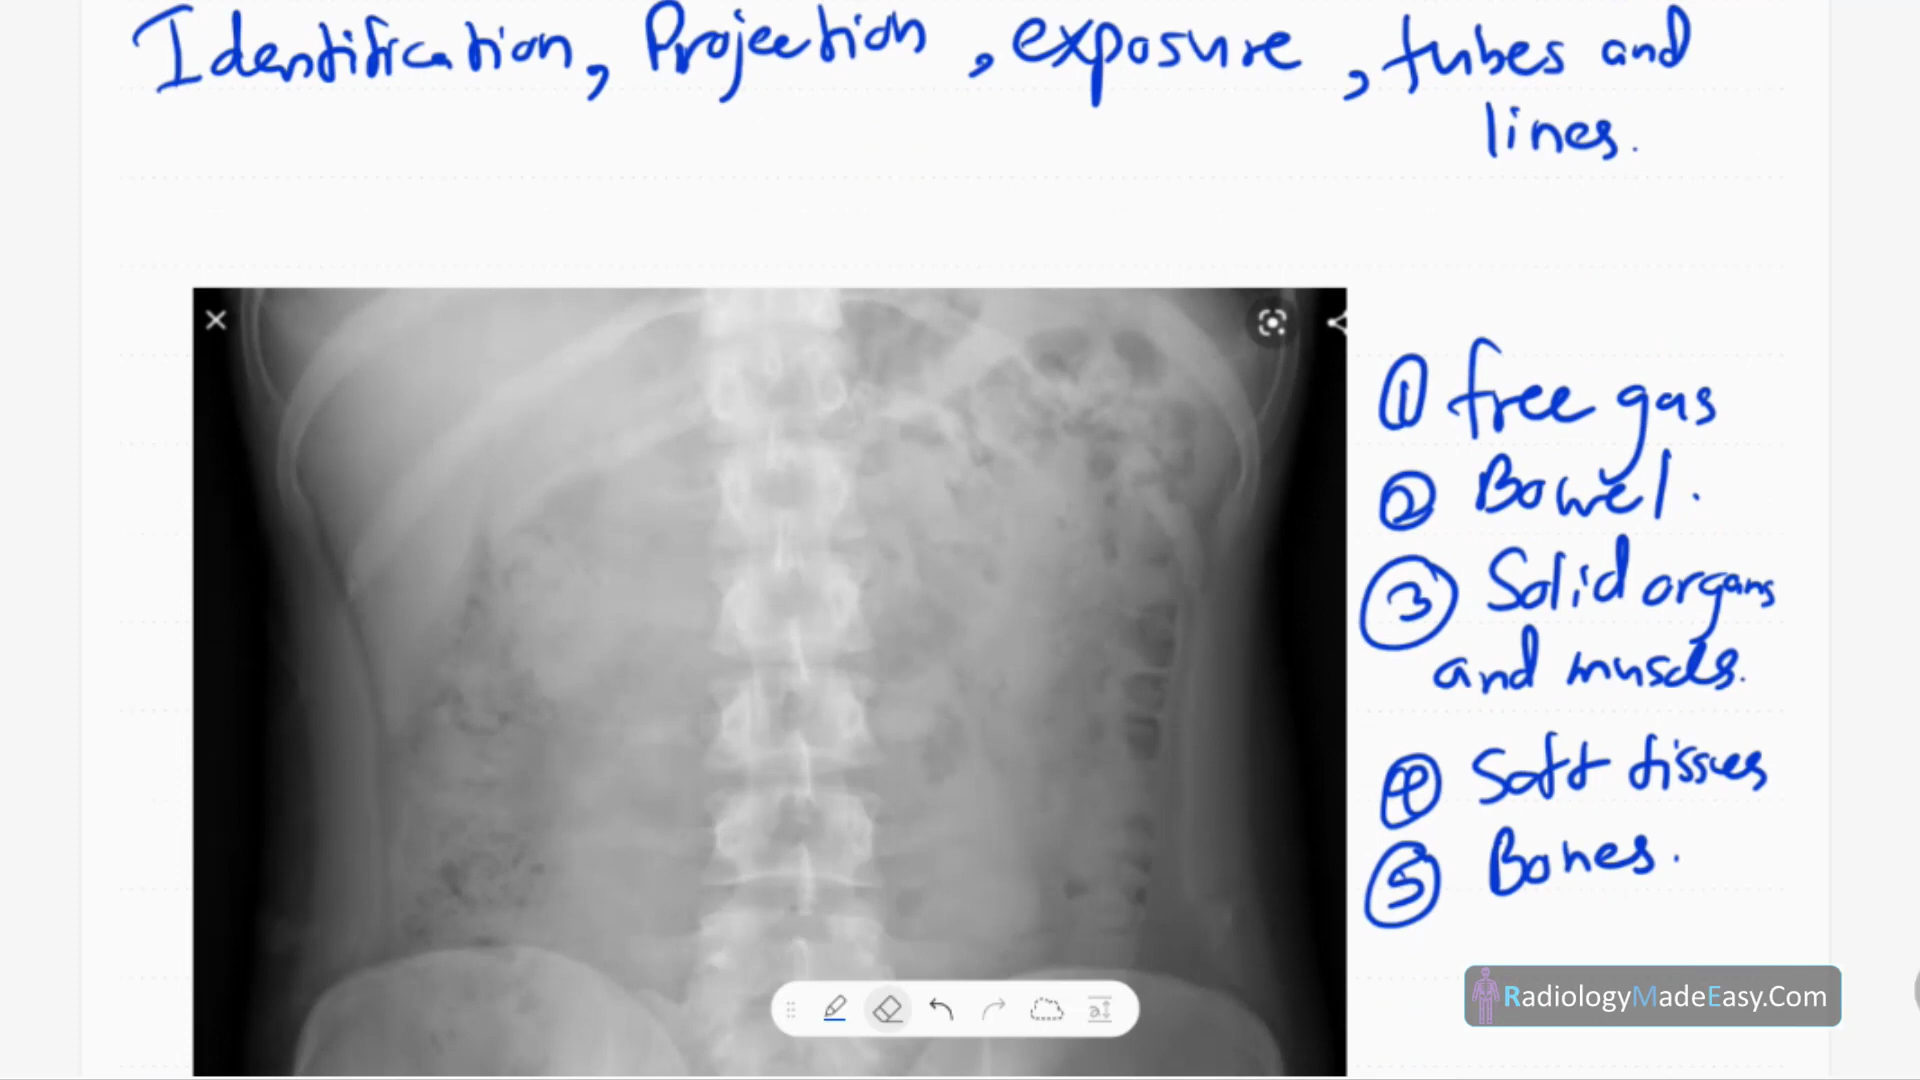 Identification, Projection, exposure, tubes and
lines.
① free gas
② Bowel.
③ Solid organs
and muscls.
④ Soft tissues
⑤ Bones.
RadiologyMadeEasy.Com